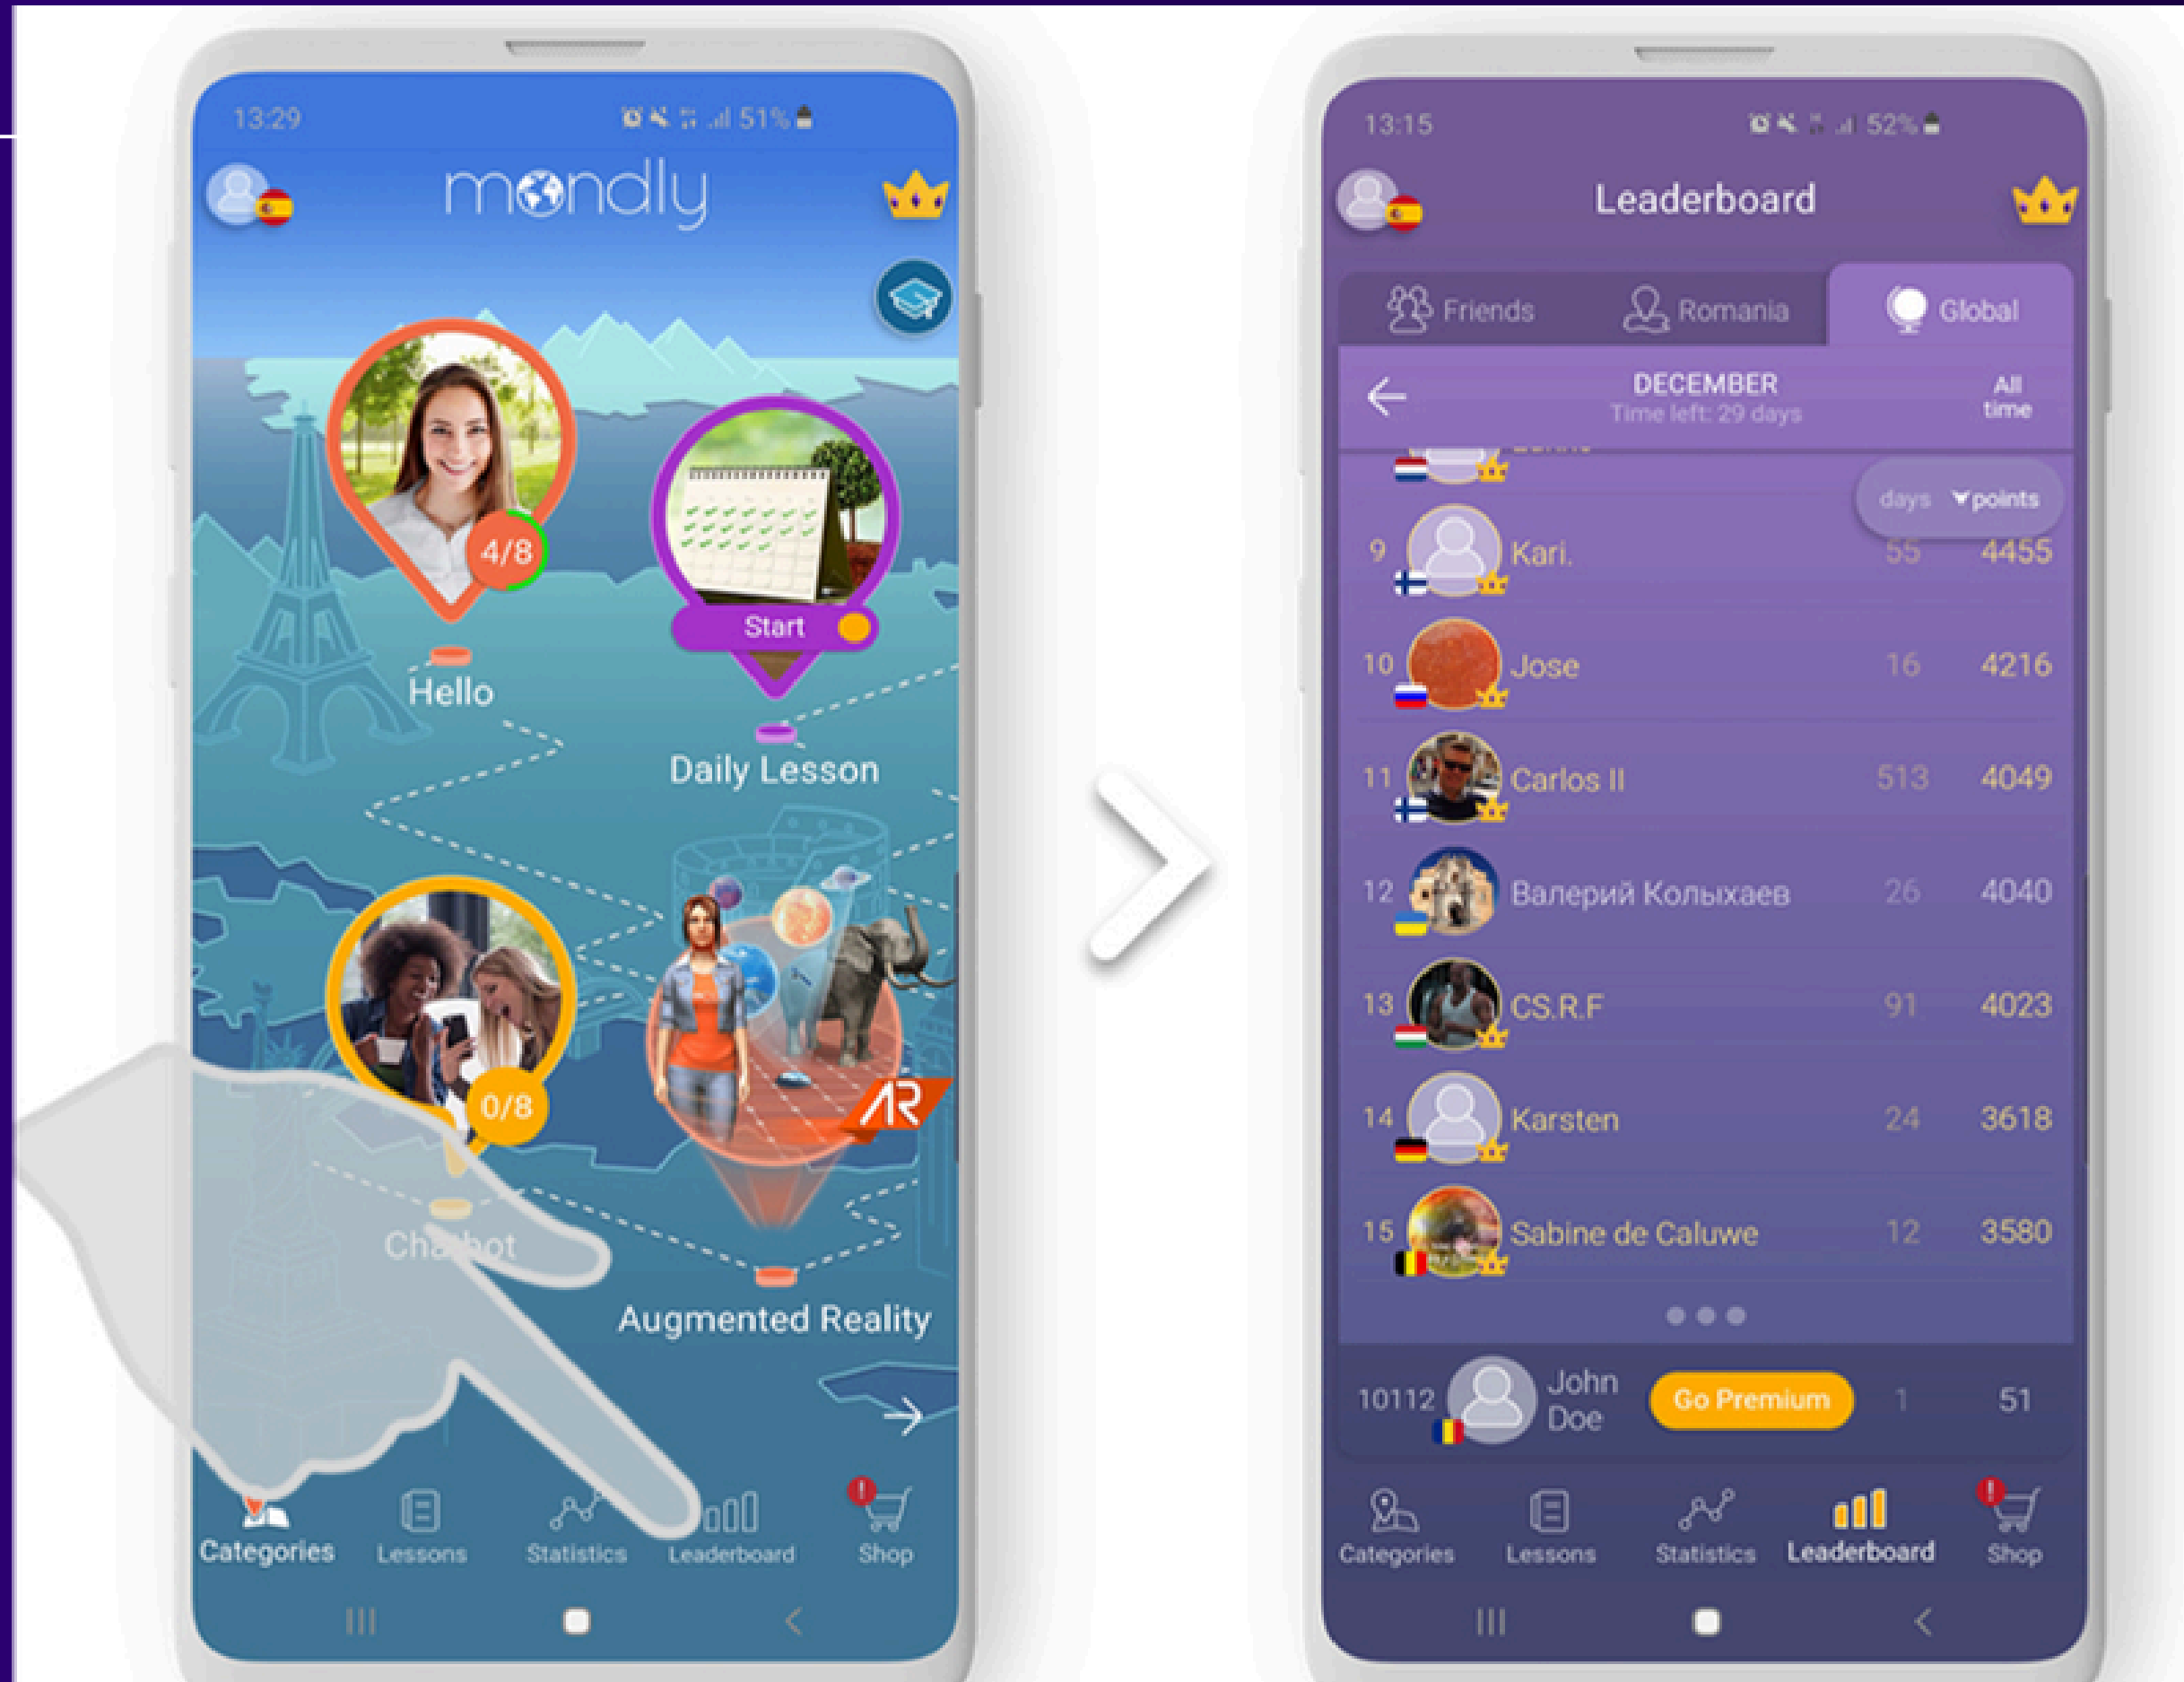 13:29
51%
mondly
4/8
Start
Hello
Daily Lesson
0/8
AR
Chatbot
Augmented Reality
Categories
Lessons
Statistics
Leaderboard
Shop
13:15
52%
Leaderboard
Friends
Romania
Global
DECEMBER
Time left: 29 days
All
time
days
points
9 Kari. 55 4455
10 Jose 16 4216
11 Carlos II 513 4049
12 Валерий Колыхаев 26 4040
13 CS.R.F 91 4023
14 Karsten 24 3618
15 Sabine de Caluwe 12 3580
10112 John Doe Go Premium 1 51
Categories
Lessons
Statistics
Leaderboard
Shop